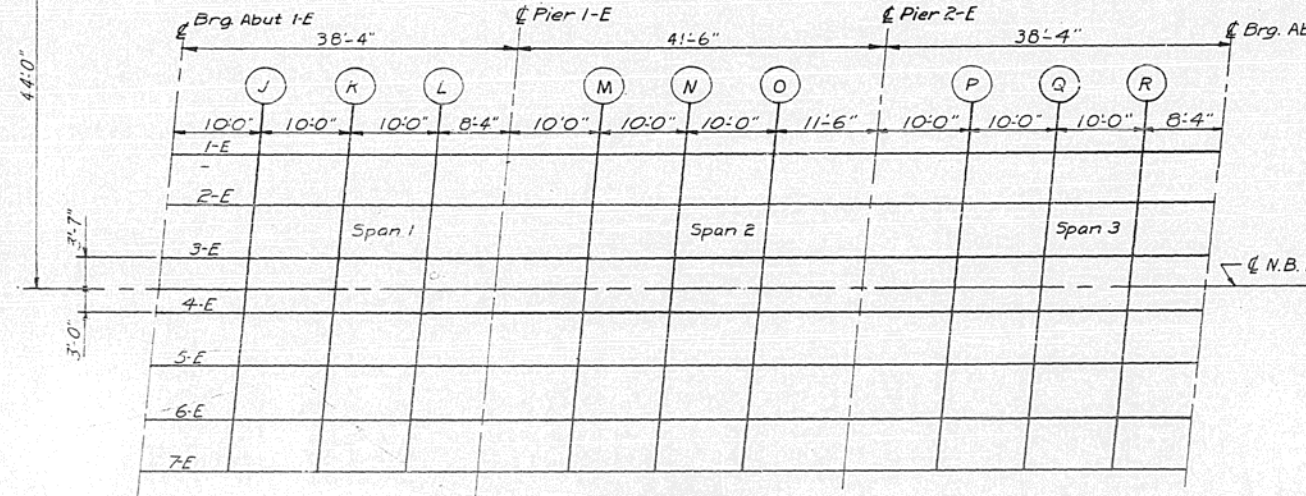 ℄ Brg. Abut 1-E
℄ Pier 1-E
℄ Pier 2-E
℄ Brg. Ab
38'-4"
41'-6"
38'-4"
44'-0"
J
K
L
M
N
O
P
Q
R
10'-0"
10'-0"
10'-0"
8'-4"
10'0"
10'-0"
10'-0"
11'-6"
10'-0"
10'-0"
10'-0"
8'-4"
1-E
2-E
3'-7"
Span 1
Span 2
Span 3
3-E
℄ N.B.
4-E
3'-0"
5-E
6-E
7-E